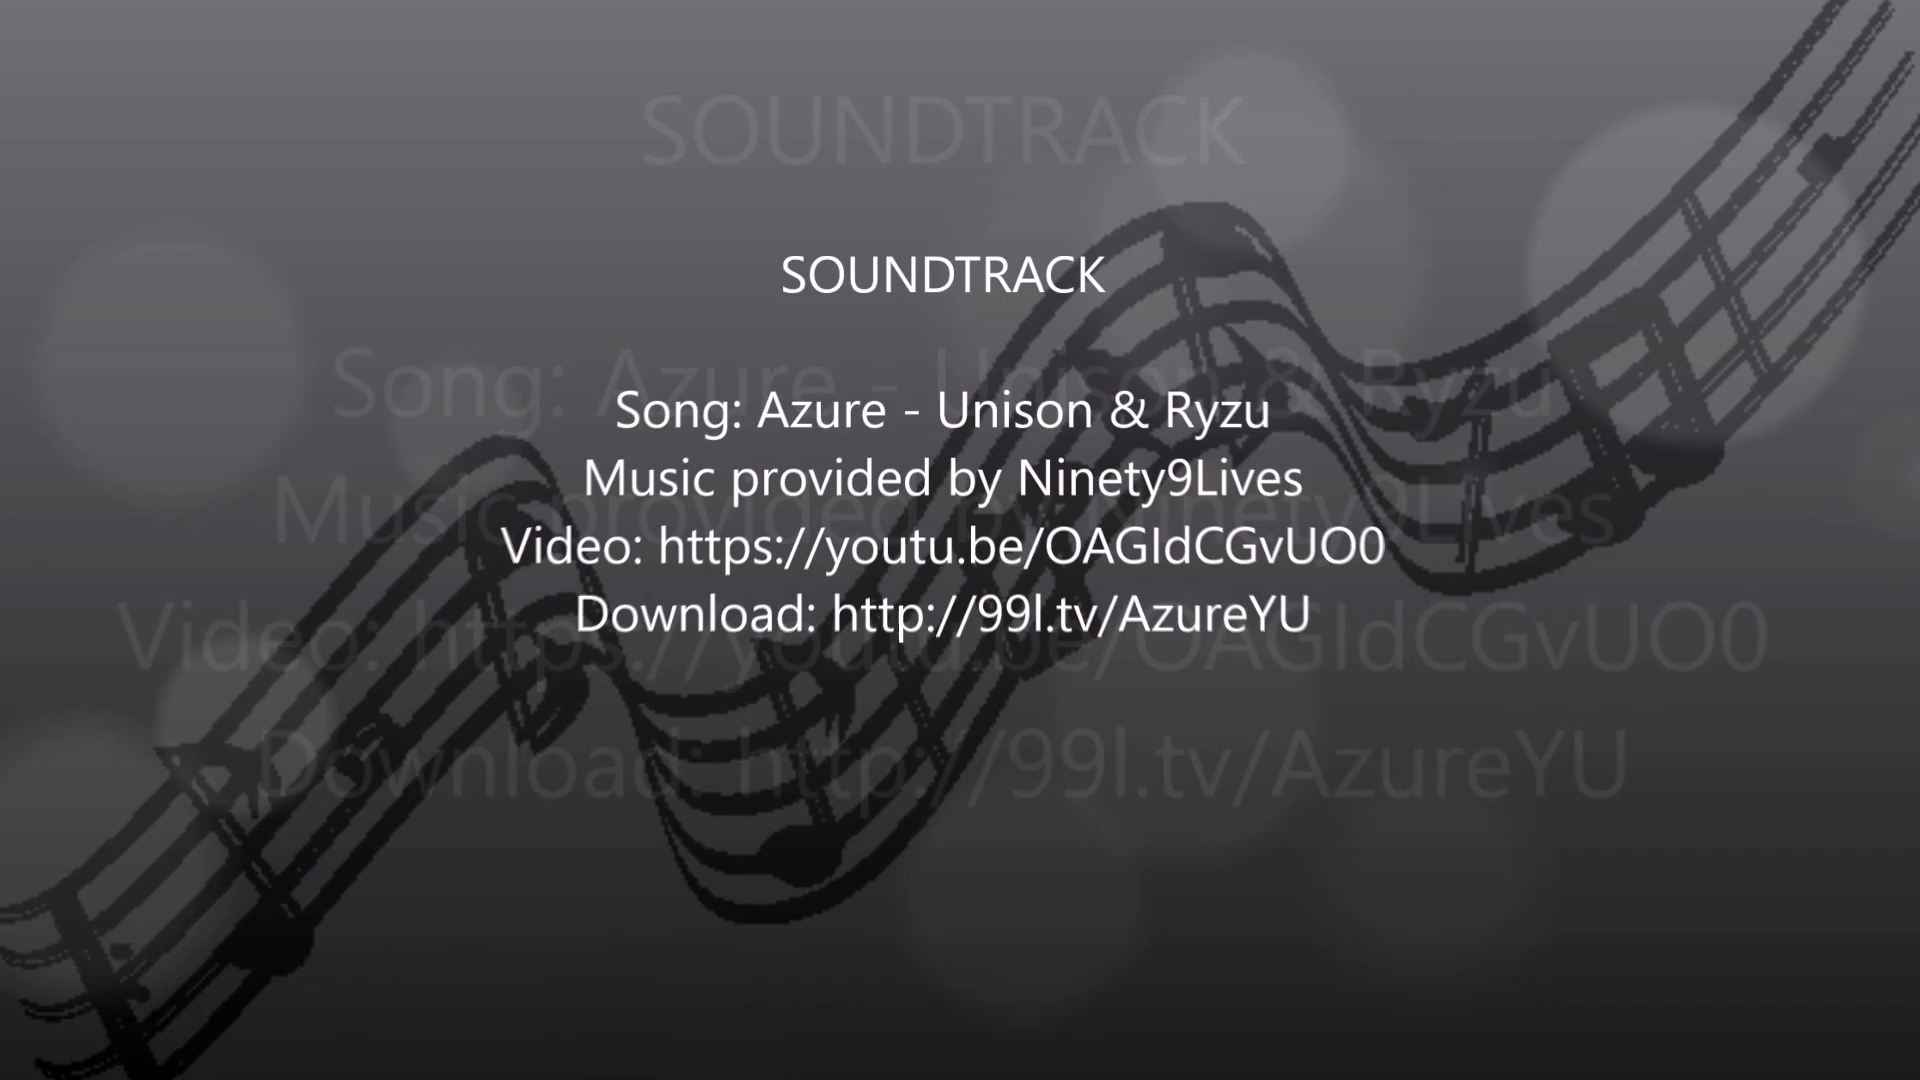 SOUNDTRACK
Song: Azure - Unison & Ryzu
Music provided by Ninety9Lives
Video: https://youtu.be/OAGIdCGvUO0
Download: http://99l.tv/AzureYU